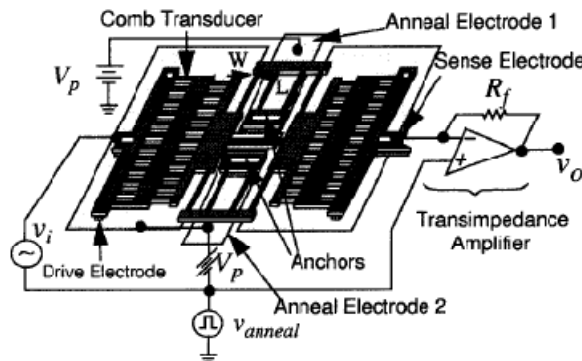 Comb Transducer
Anneal Electrode 1
W
L
Sense Electrode
Vp
Rf
vo
Transimpedance
Amplifier
vi
Drive Electrode
Vp
Anchors
Anneal Electrode 2
vanneal